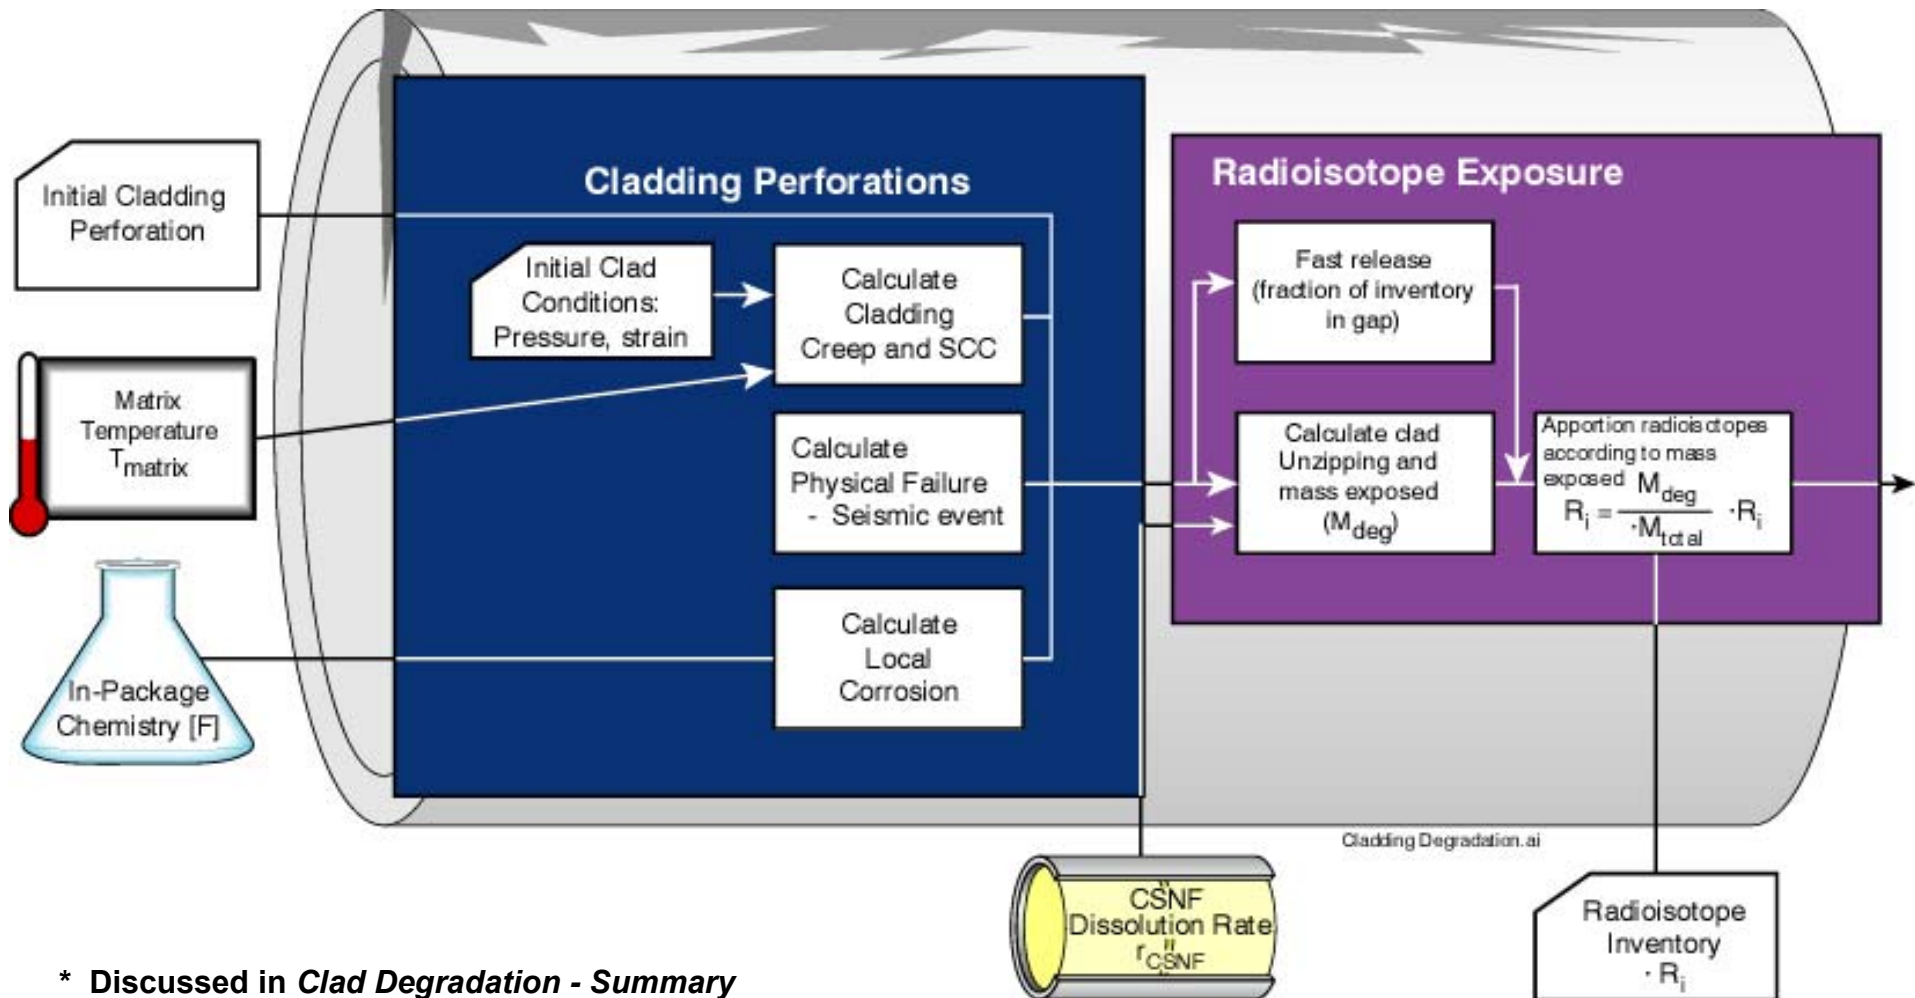 Cladding Perforations
Radioisotope Exposure
Initial Cladding
Perforation
Initial Clad
Conditions:
Pressure, strain
Calculate
Cladding
Creep and SCC
Fast release
(fraction of inventory
in gap)
Matrix
Temperature
Tmatrix
Calculate
Physical Failure
- Seismic event
Calculate clad
Unzipping and
mass exposed
(Mdeg)
Apportion radioisctopes
according to mass
exposed
Mdeg
Ri = ·Ri
·Mtctal
In-Package
Chemistry [F]
Calculate
Local
Corrosion
Cladding Degradation.ai
CSNF
Dissolution Rate
rCSNF
Radioisotope
Inventory
· Ri
* Discussed in Clad Degradation - Summary